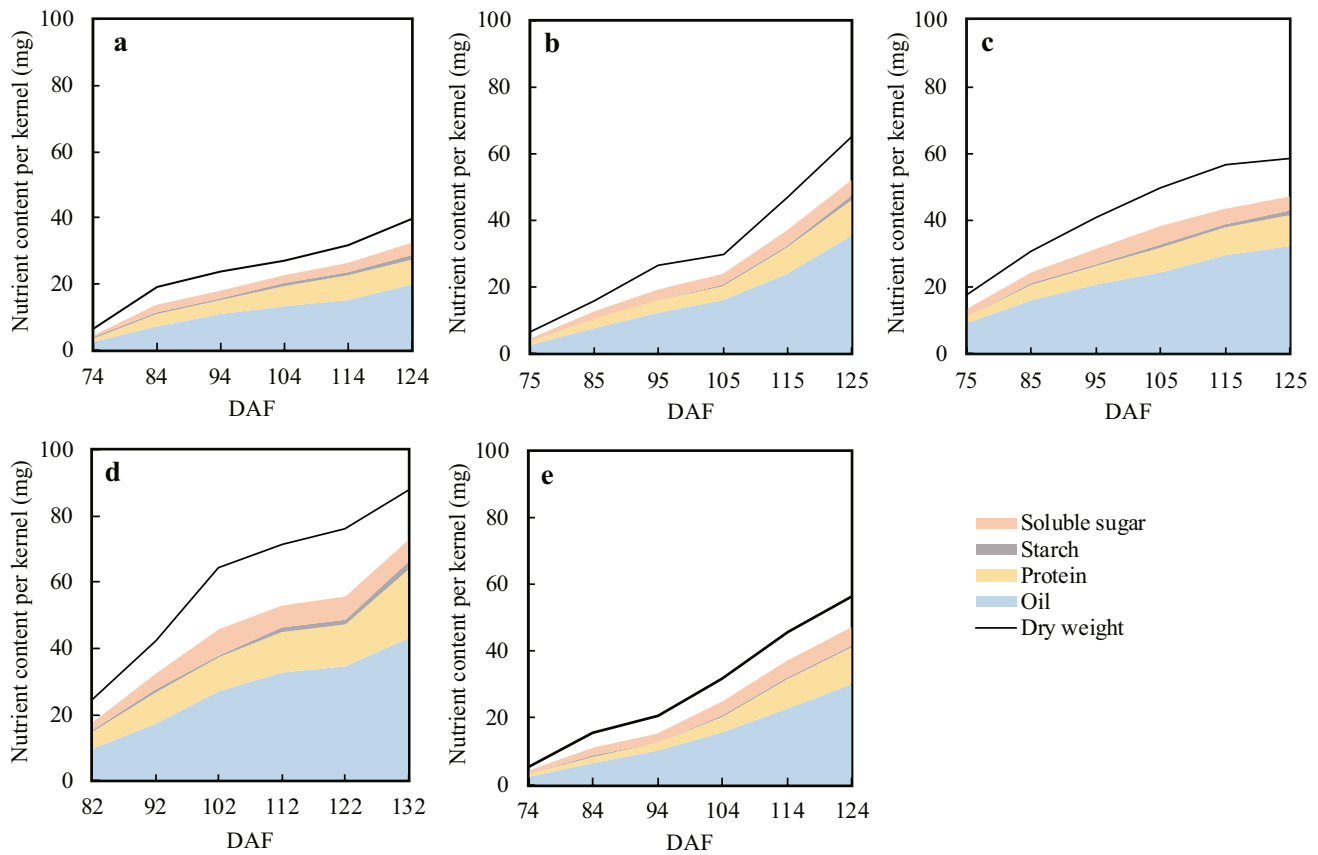 a
Nutrient content per kernel (mg)
100
80
60
40
20
0
74 84 94 104 114 124
DAF
b
Nutrient content per kernel (mg)
100
80
60
40
20
0
75 85 95 105 115 125
DAF
c
Nutrient content per kernel (mg)
100
80
60
40
20
0
75 85 95 105 115 125
DAF
d
Nutrient content per kernel (mg)
100
80
60
40
20
0
82 92 102 112 122 132
DAF
e
Nutrient content per kernel (mg)
100
80
60
40
20
0
74 84 94 104 114 124
DAF
Soluble sugar
Starch
Protein
Oil
Dry weight